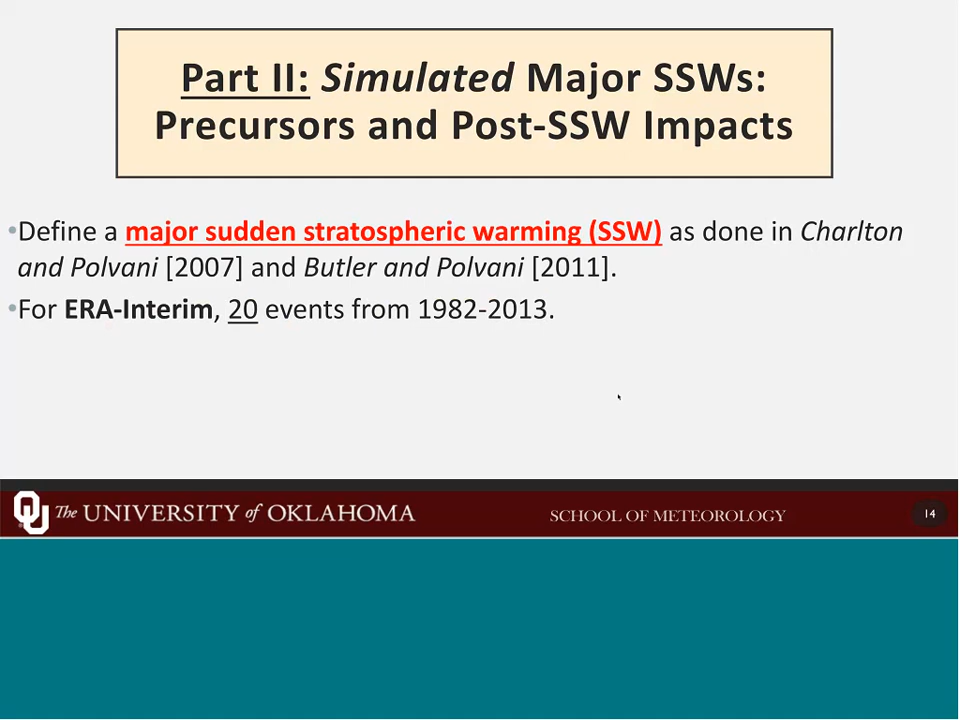 Part II: Simulated Major SSWs:
Precursors and Post-SSW Impacts
•Define a major sudden stratospheric warming (SSW) as done in Charlton
and Polvani [2007] and Butler and Polvani [2011].
•For ERA-Interim, 20 events from 1982-2013.
OU The UNIVERSITY of OKLAHOMA SCHOOL OF METEOROLOGY 14